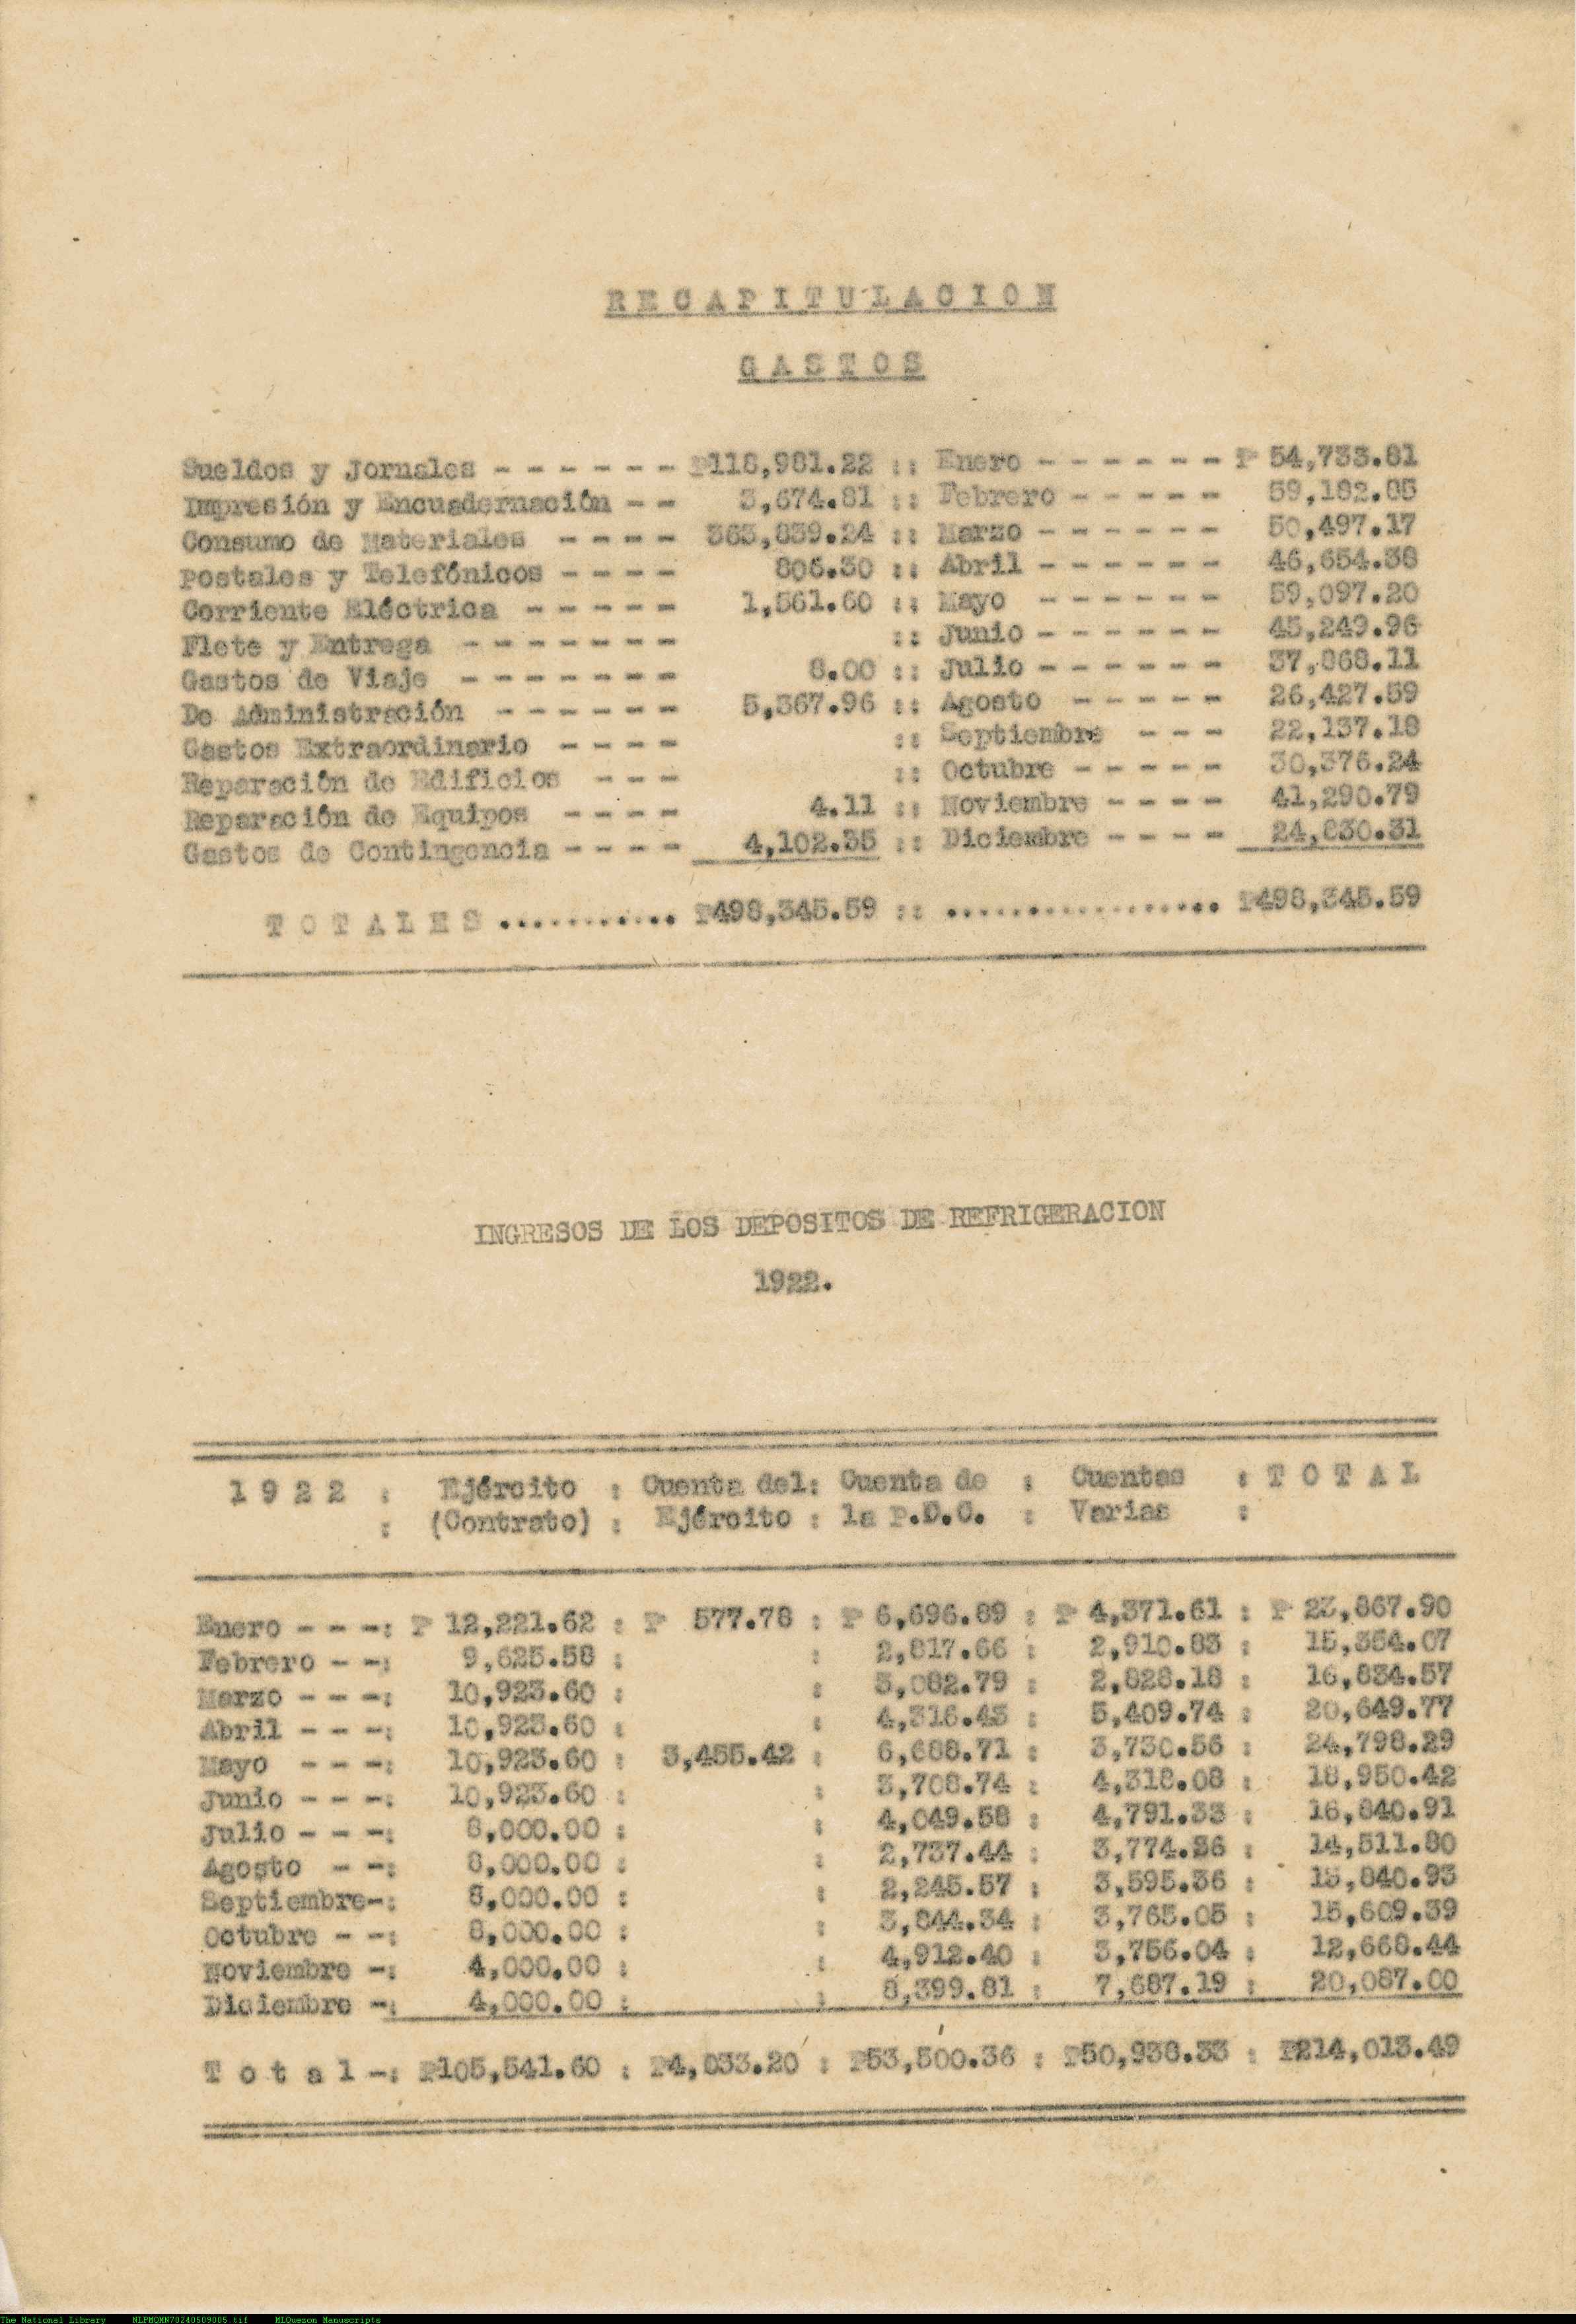 RECAPITULACION
GASTOS
Sueldos y Jornales - - - - - - ₱118,981.22 :: Enero - - - - - - ₱ 54,733.81
Impresión y Encuadernación - - 3,674.81 :: Febrero - - - - - 59,182.85
Consumo de Materiales - - - - 363,839.24 :: Marzo - - - - - - 50,497.17
Postales y Telefónicos - - - - 806.30 :: Abril - - - - - - 46,654.38
Corriente Eléctrica - - - - - 1,561.60 :: Mayo - - - - - - 59,097.20
Flete y Entrega - - - - - - - :: Junio - - - - - - 45,249.96
Gastos de Viaje - - - - - - - 8.00 :: Julio - - - - - - 37,868.11
De Administración - - - - - - 5,367.96 :: Agosto - - - - - 26,427.59
Gastos Extraordinario - - - - :: Septiembre - - - 22,137.18
Reparación de Edificios - - - :: Octubre - - - - - 30,376.24
Reparación de Equipos - - - - 4.11 :: Noviembre - - - - 41,290.79
Gastos de Contingencia - - - - 4,102.35 :: Diciembre - - - - 24,830.31
TOTALES ........... ₱498,345.59 :: ................. ₱498,345.59
INGRESOS DE LOS DEPOSITOS DE REFRIGERACION
1922.
1922 : Ejército : Cuenta del: Cuenta de : Cuentas : TOTAL
: (Contrato) : Ejército : la P.D.C. : Varias :
Enero - - -: ₱ 12,221.62 : ₱ 577.78 : ₱ 6,696.89 : ₱ 4,371.61 : ₱ 23,867.90
Febrero - -: 9,625.58 : : 2,817.66 : 2,910.83 : 15,354.07
Marzo - - -: 10,923.60 : : 3,082.79 : 2,828.18 : 16,834.57
Abril - - -: 10,923.60 : : 4,316.43 : 5,409.74 : 20,649.77
Mayo - - -: 10,923.60 : 3,455.42 : 6,688.71 : 3,730.56 : 24,798.29
Junio - - -: 10,923.60 : : 3,708.74 : 4,318.08 : 18,950.42
Julio - - -: 8,000.00 : : 4,049.58 : 4,791.33 : 16,840.91
Agosto - -: 8,000.00 : : 2,737.44 : 3,774.36 : 14,511.80
Septiembre-: 8,000.00 : : 2,245.57 : 3,595.36 : 13,840.93
Octubre - -: 8,000.00 : : 3,844.34 : 3,765.05 : 15,609.39
Noviembre -: 4,000.00 : : 4,912.40 : 3,756.04 : 12,668.44
Diciembre -: 4,000.00 : : 8,399.81 : 7,687.19 : 20,087.00
Total -: ₱105,541.60 : ₱4,033.20 : ₱53,500.36 : ₱50,938.33 : ₱214,013.49
The National Library NLPMQMN70240509005.tif MLQuezon Manuscripts